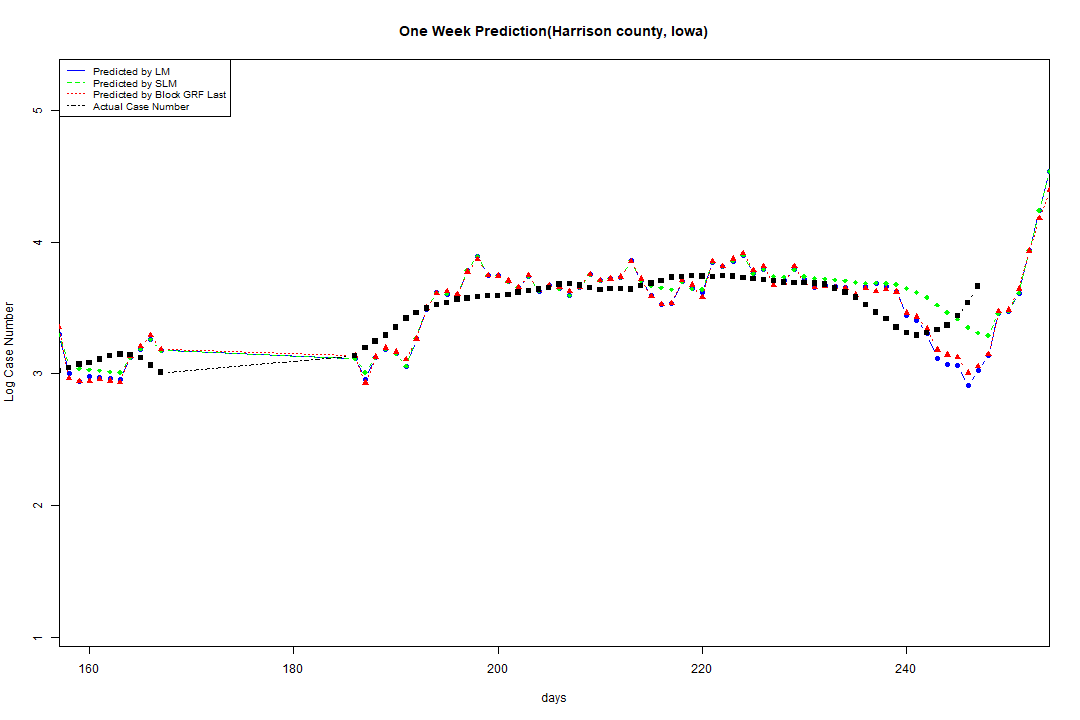 One Week Prediction(Harrison county, Iowa)
Predicted by LM
Predicted by SLM
Predicted by Block GRF Last
Actual Case Number
5
4
3
2
1
Log Case Number
160 180 200 220 240
days